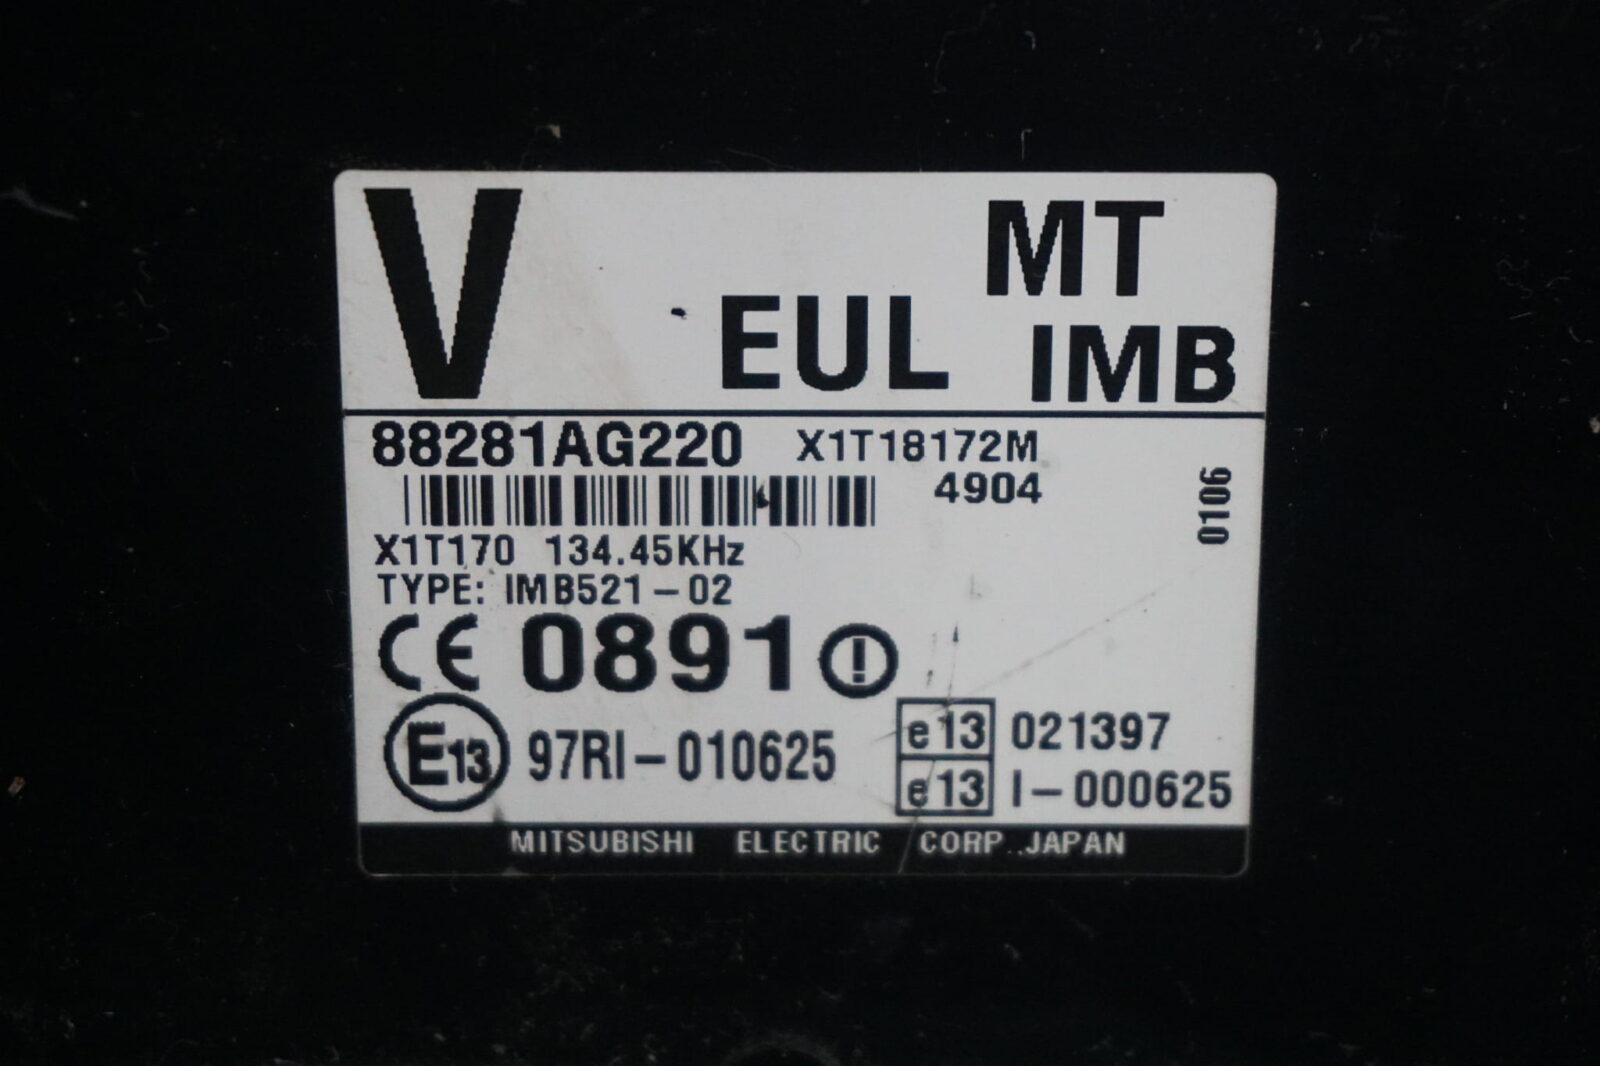 V EUL MT
IMB
88281AG220 X1T18172M
4904
0106
X1T170 134.45KHz
TYPE: IMB521-02
CE 0891
E13 97RI-010625
e13 021397
e13 I-000625
MITSUBISHI ELECTRIC CORP. JAPAN